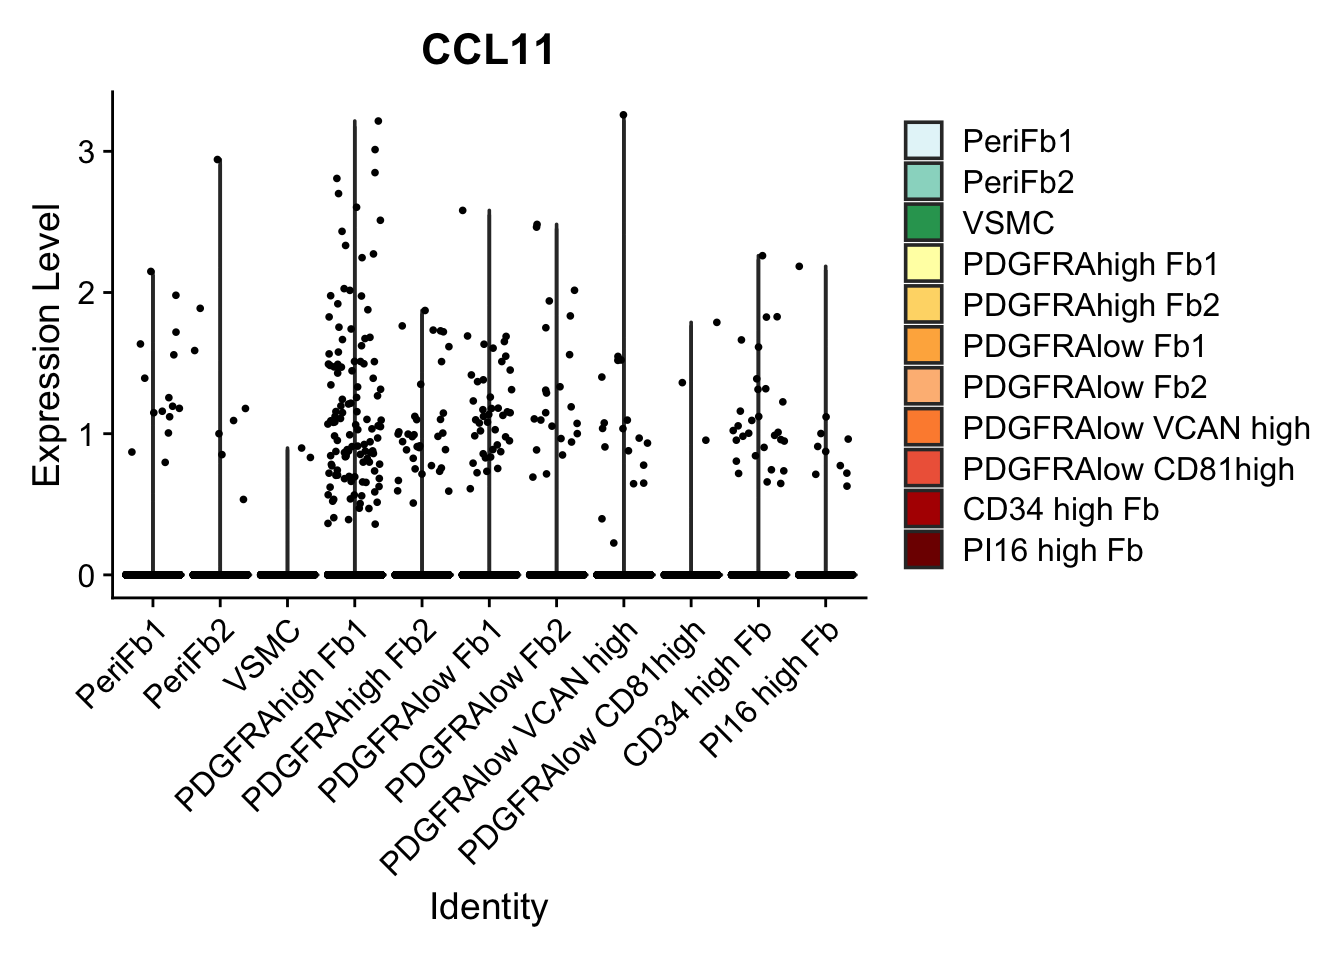 CCL11
Expression Level
3
2
1
0
PeriFb1
PeriFb2
VSMC
PDGFRAhigh Fb1
PDGFRAhigh Fb2
PDGFRAlow Fb1
PDGFRAlow Fb2
PDGFRAlow VCAN high
PDGFRAlow CD81high
CD34 high Fb
PI16 high Fb
Identity
PeriFb1
PeriFb2
VSMC
PDGFRAhigh Fb1
PDGFRAhigh Fb2
PDGFRAlow Fb1
PDGFRAlow Fb2
PDGFRAlow VCAN high
PDGFRAlow CD81high
CD34 high Fb
PI16 high Fb